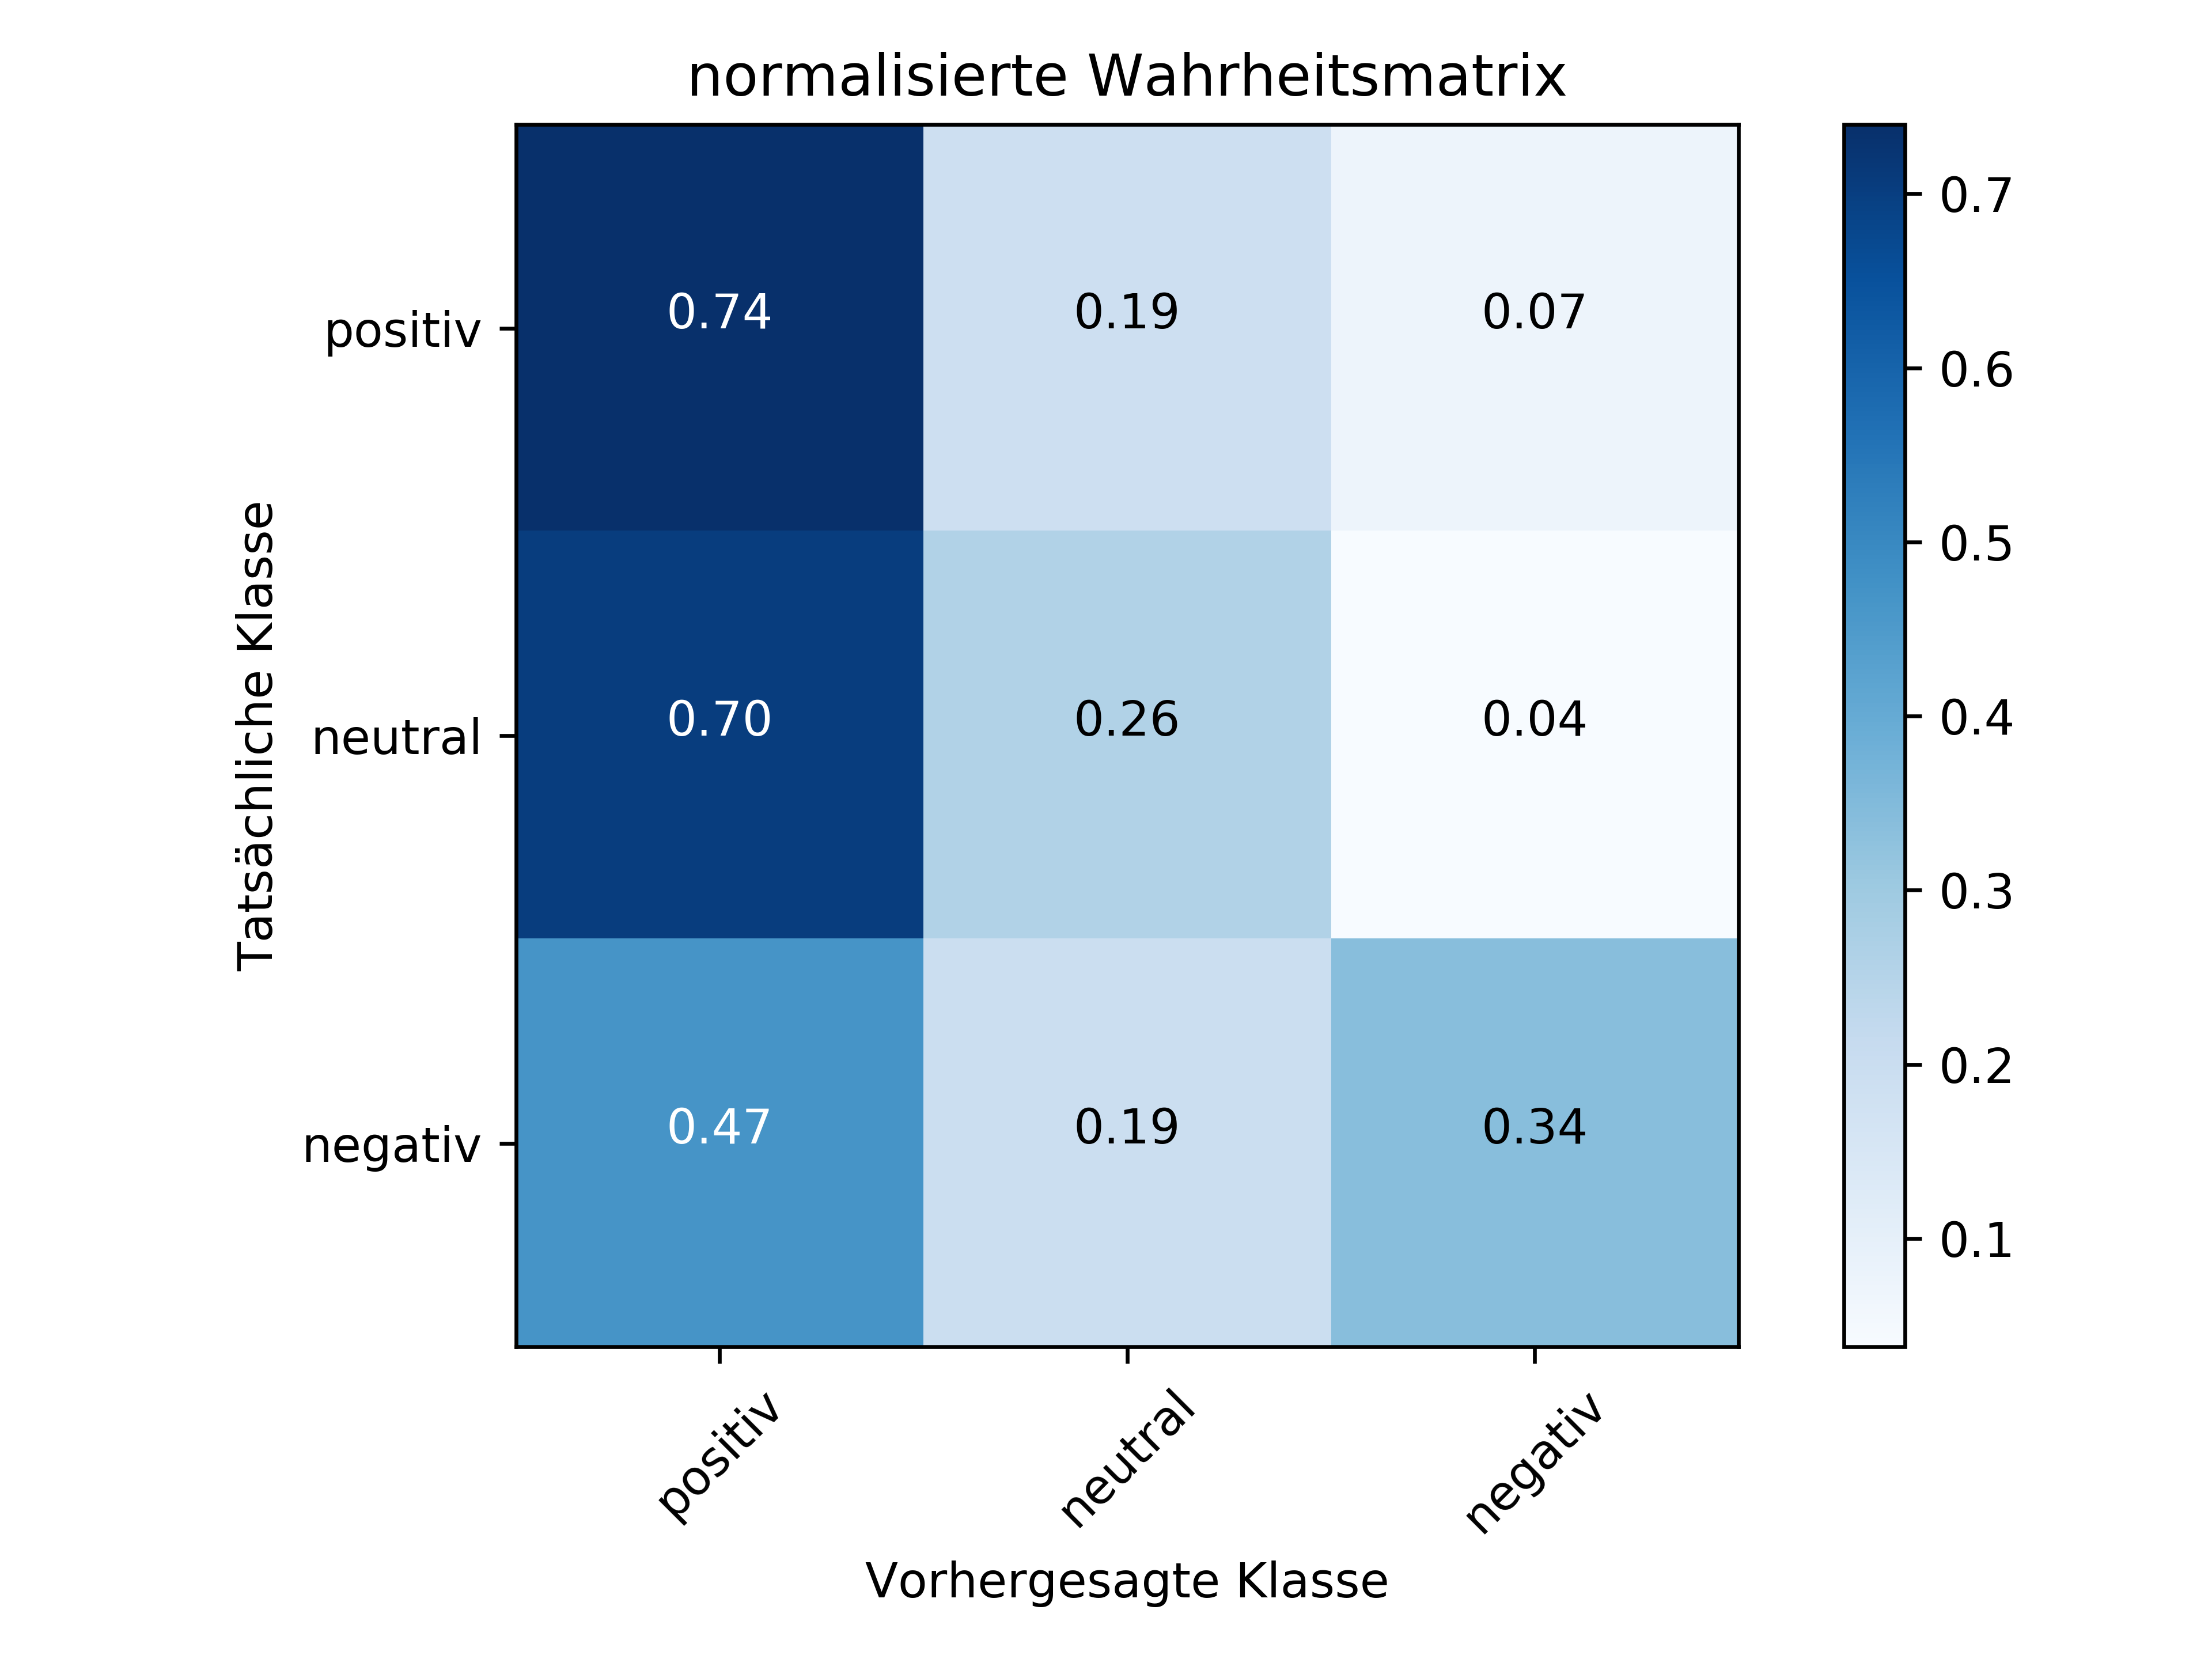 normalisierte Wahrheitsmatrix
Tatsächliche Klasse
positiv 0.74 0.19 0.07
neutral 0.70 0.26 0.04
negativ 0.47 0.19 0.34
positiv neutral negativ
Vorhergesagte Klasse
0.7
0.6
0.5
0.4
0.3
0.2
0.1